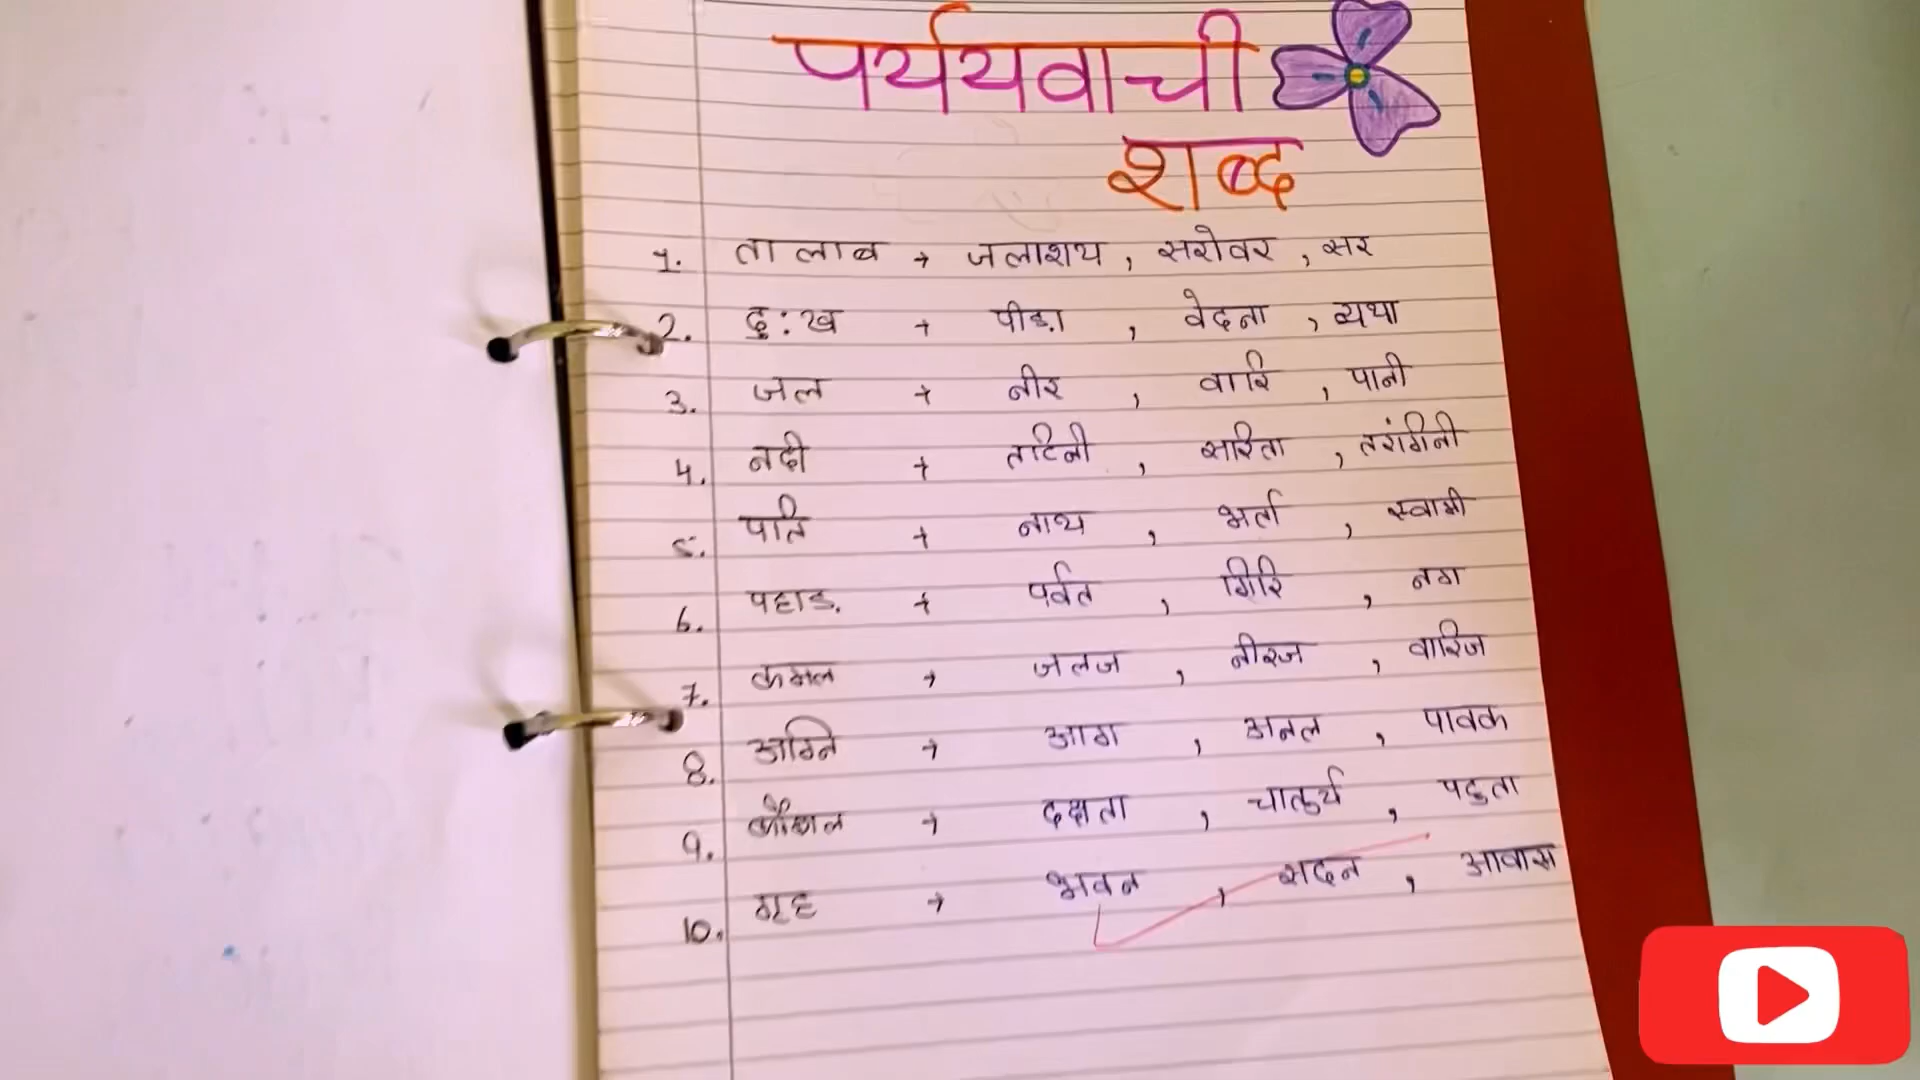 पर्ययवाची
शब्द
1. तालाब → जलाशय , सरोवर , सर
2. दु:ख → पीड़ा , वेदना , व्यथा
3. जल → नीर , वारि , पानी
4. नदी → तटिनी , सरिता , तरंगिनी
5. पति → नाथ , भर्ता , स्वामी
6. पहाड़ → पर्वत , गिरि , नग
7. कमल → जलज , नीरज , वारिज
8. अग्नि → आग , अनल , पावक
9. कौशल → दक्षता , चातुर्य , पटुता
10. गृह → भवन , सदन , आवास